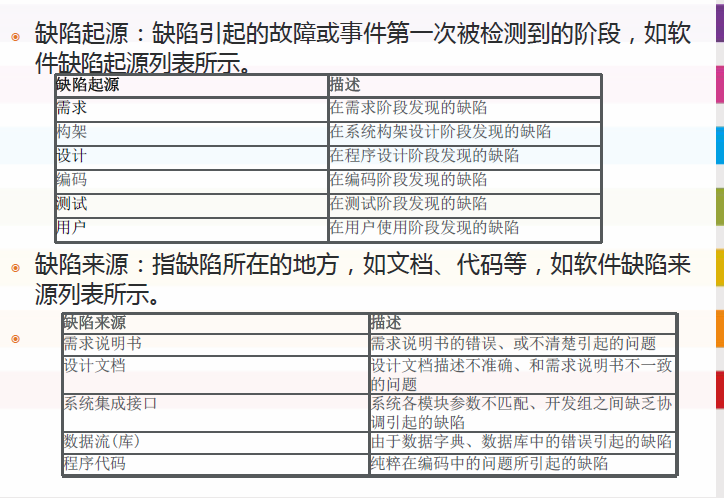 缺陷起源：缺陷引起的故障或事件第一次被检测到的阶段，如软
件缺陷起源列表所示。
缺陷起源 描述
需求 在需求阶段发现的缺陷
构架 在系统构架设计阶段发现的缺陷
设计 在程序设计阶段发现的缺陷
编码 在编码阶段发现的缺陷
测试 在测试阶段发现的缺陷
用户 在用户使用阶段发现的缺陷
缺陷来源：指缺陷所在的地方，如文档、代码等，如软件缺陷来
源列表所示。
缺陷来源 描述
需求说明书 需求说明书的错误、或不清楚引起的问题
设计文档 设计文档描述不准确、和需求说明书不一致
的问题
系统集成接口 系统各模块参数不匹配、开发组之间缺乏协
调引起的缺陷
数据流(库) 由于数据字典、数据库中的错误引起的缺陷
程序代码 纯粹在编码中的问题所引起的缺陷